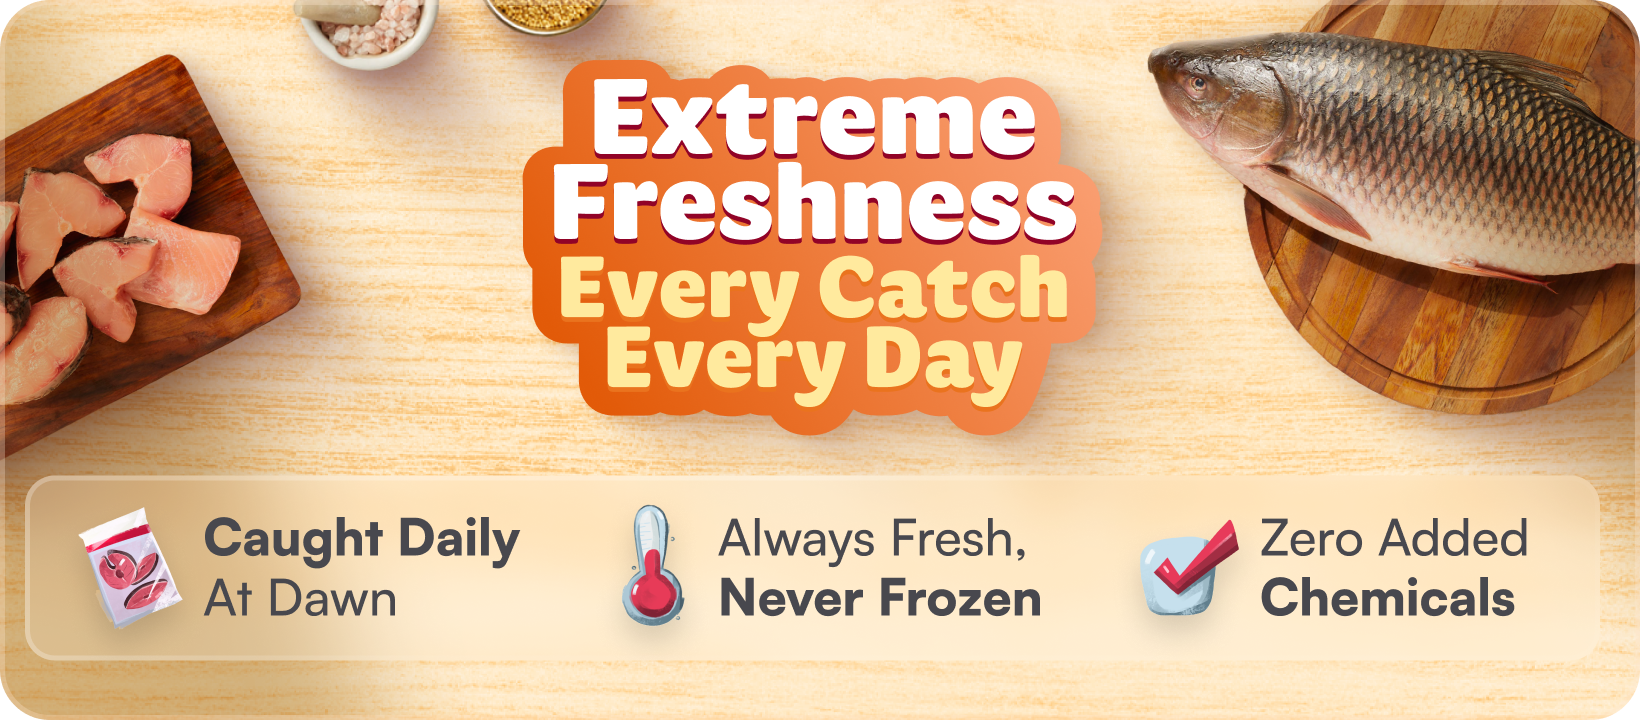 Extreme
Freshness
Every Catch
Every Day
Caught Daily
At Dawn
Always Fresh,
Never Frozen
Zero Added
Chemicals